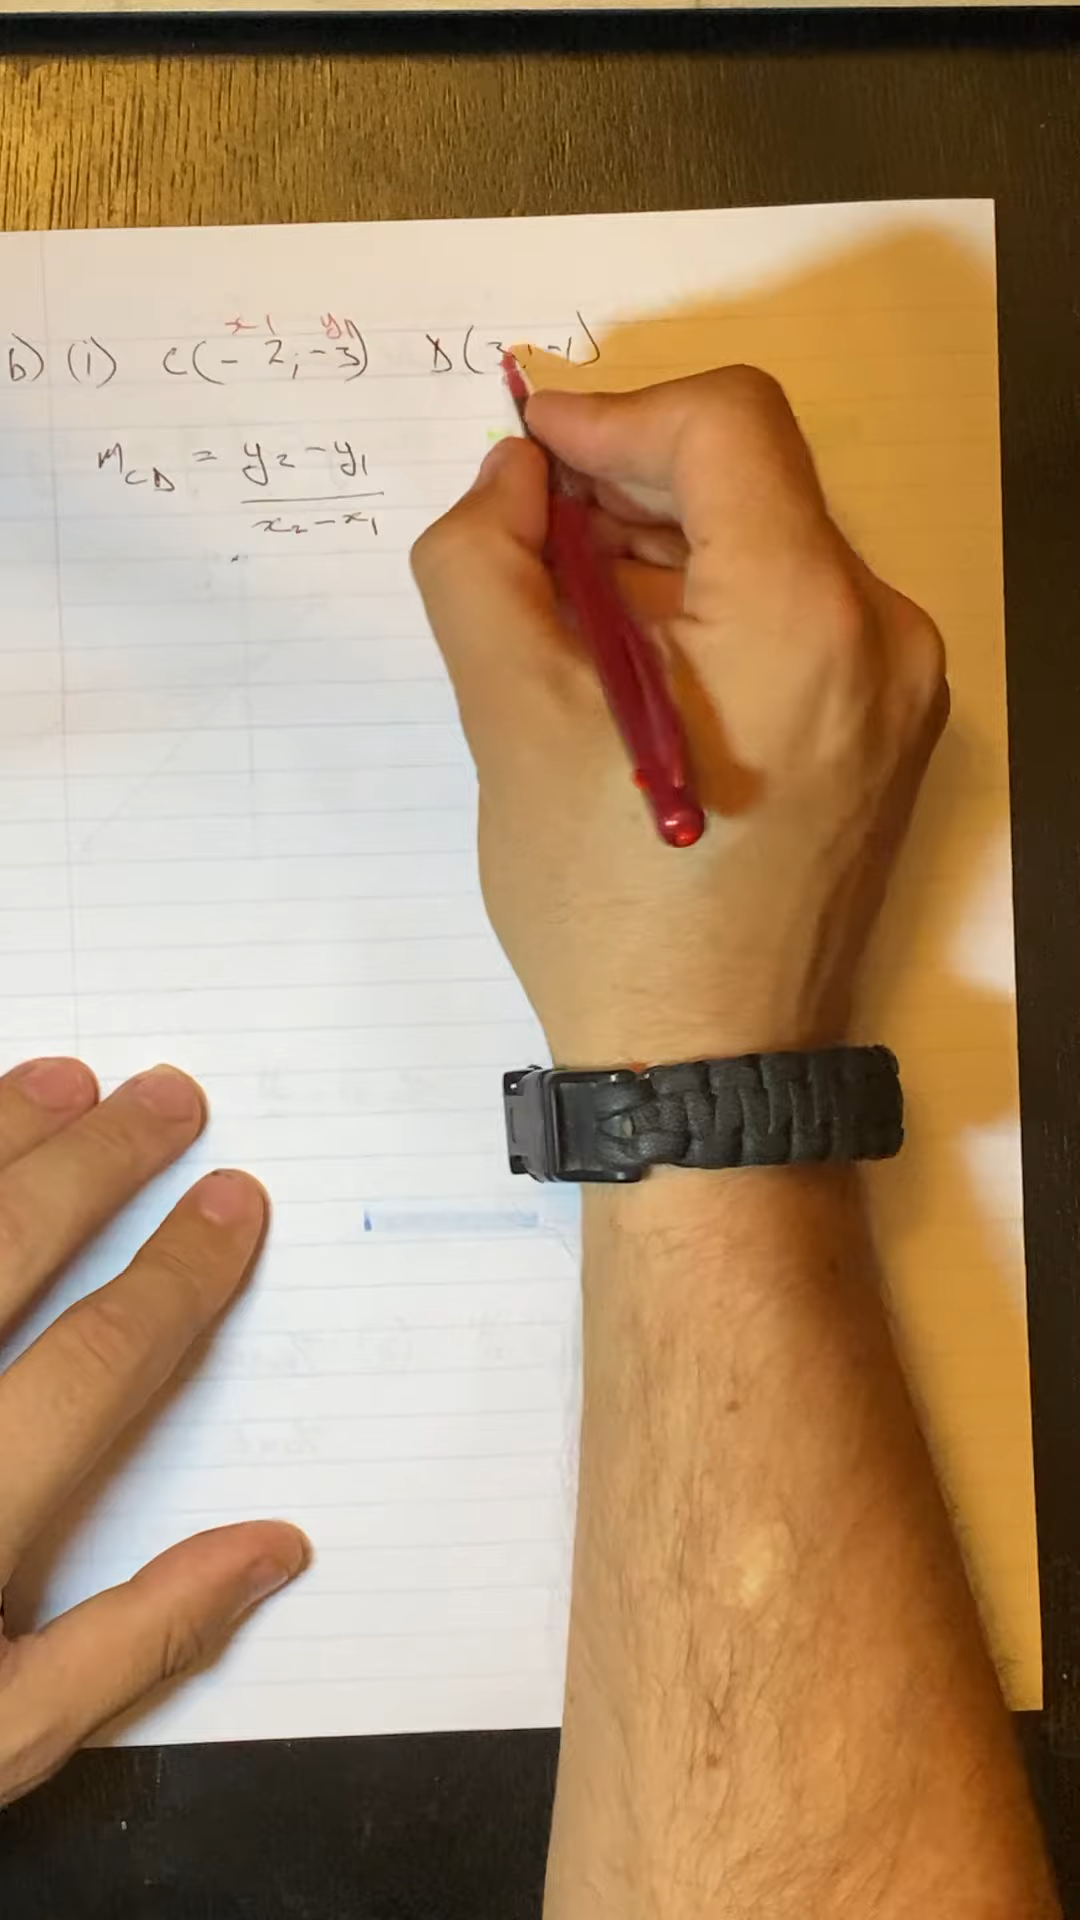 x1 y1
b) (i) C(-2;-3) D(3;-1)
mCD = y2-y1
x2-x1